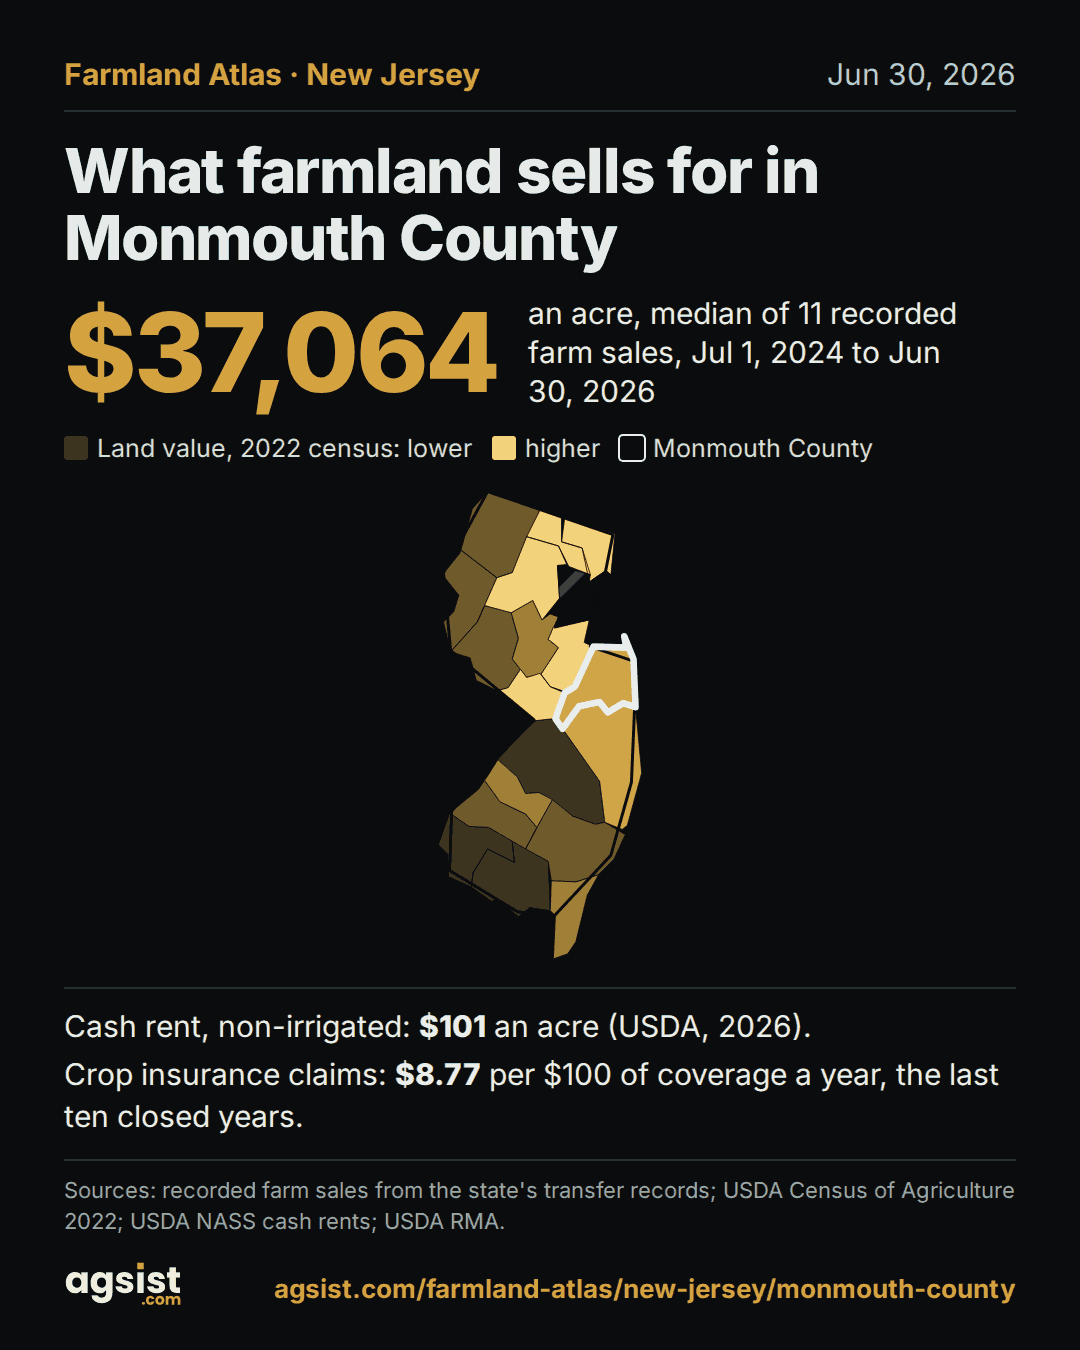 Farmland Atlas · New Jersey
Jun 30, 2026
What farmland sells for in
Monmouth County
$37,064
an acre, median of 11 recorded
farm sales, Jul 1, 2024 to Jun
30, 2026
Land value, 2022 census: lower
higher
Monmouth County
Cash rent, non-irrigated: $101 an acre (USDA, 2026).
Crop insurance claims: $8.77 per $100 of coverage a year, the last
ten closed years.
Sources: recorded farm sales from the state's transfer records; USDA Census of Agriculture
2022; USDA NASS cash rents; USDA RMA.
agsist
.com
agsist.com/farmland-atlas/new-jersey/monmouth-county